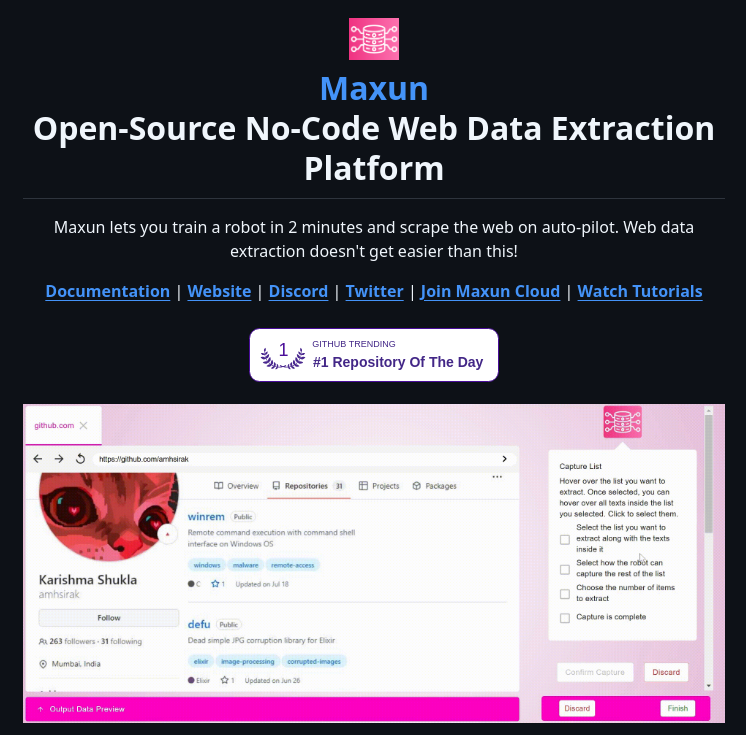 Maxun
Open-Source No-Code Web Data Extraction
Platform
Maxun lets you train a robot in 2 minutes and scrape the web on auto-pilot. Web data
extraction doesn't get easier than this!
Documentation | Website | Discord | Twitter | Join Maxun Cloud | Watch Tutorials
1
GITHUB TRENDING
#1 Repository Of The Day
github.com
https://github.com/amhsirak
Overview Repositories 31 Projects Packages
winrem Public
Remote command execution with command shell
interface on Windows OS
windows malware remote-access
C 1 Updated on Jul 18
Karishma Shukla
amhsirak
Follow
263 followers · 31 following
Mumbai, India
defu Public
Dead simple JPG corruption library for Elixir
elixir image-processing corrupted-images
Elixir 1 Updated on Jun 26
Output Data Preview
Capture List
Hover over the list you want to
extract. Once selected, you can
hover over all texts inside the list
you selected. Click to select them.
Select the list you want to
extract along with the texts
inside it
Select how the robot can
capture the rest of the list
Choose the number of items
to extract
Capture is complete
Confirm Capture Discard
Discard Finish